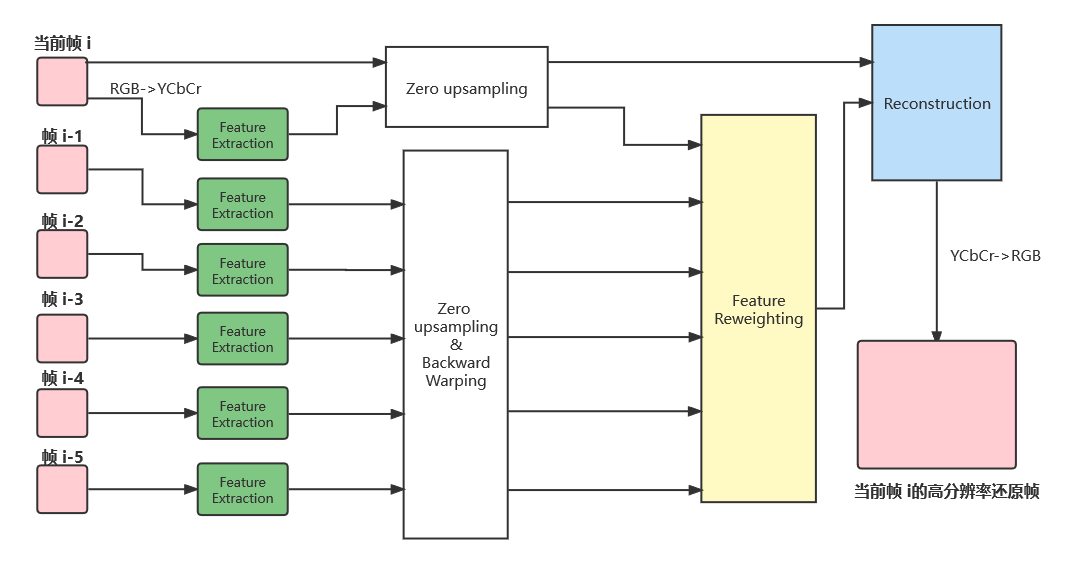 当前帧 i
RGB->YCbCr
Zero upsampling
Feature
Extraction
帧 i-1
Feature
Extraction
帧 i-2
Feature
Extraction
帧 i-3
Feature
Extraction
帧 i-4
Feature
Extraction
帧 i-5
Feature
Extraction
Zero
upsampling
&
Backward
Warping
Feature
Reweighting
Reconstruction
YCbCr->RGB
当前帧 i的高分辨率还原帧